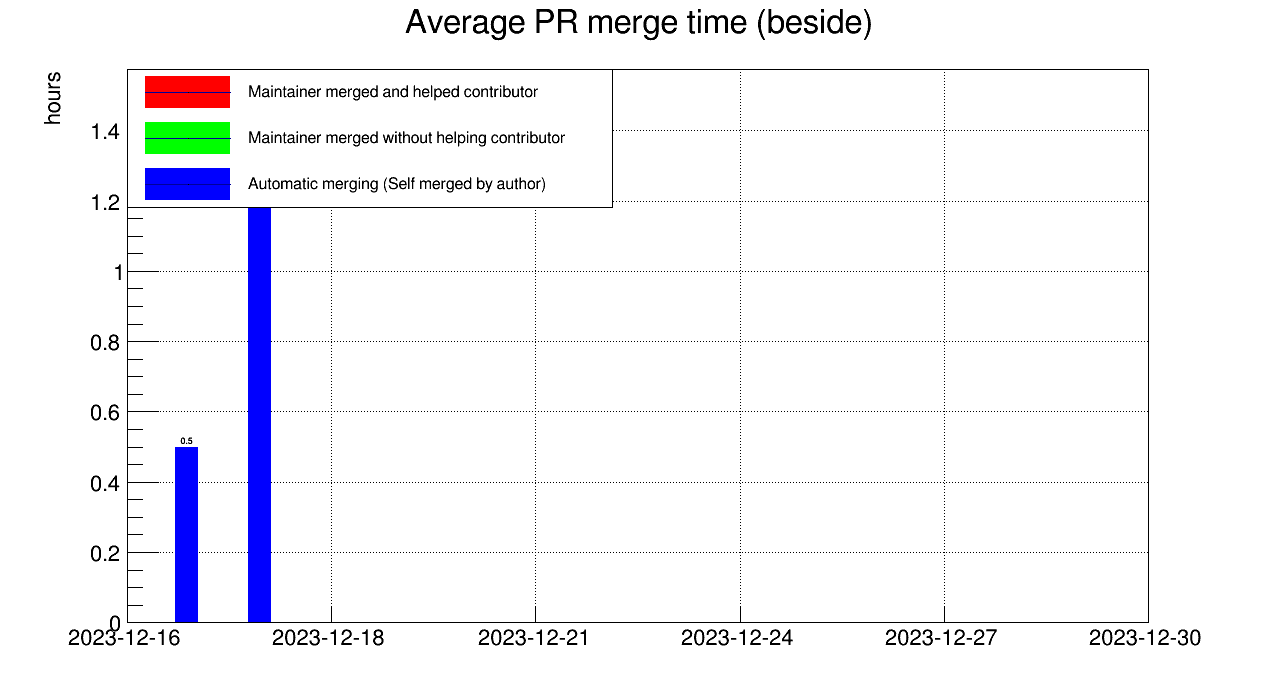 Average PR merge time (beside)
hours
Maintainer merged and helped contributor
Maintainer merged without helping contributor
Automatic merging (Self merged by author)
1.4
1.2
1
0.8
0.6
0.5
0.4
0.2
0
2023-12-16 2023-12-18 2023-12-21 2023-12-24 2023-12-27 2023-12-30